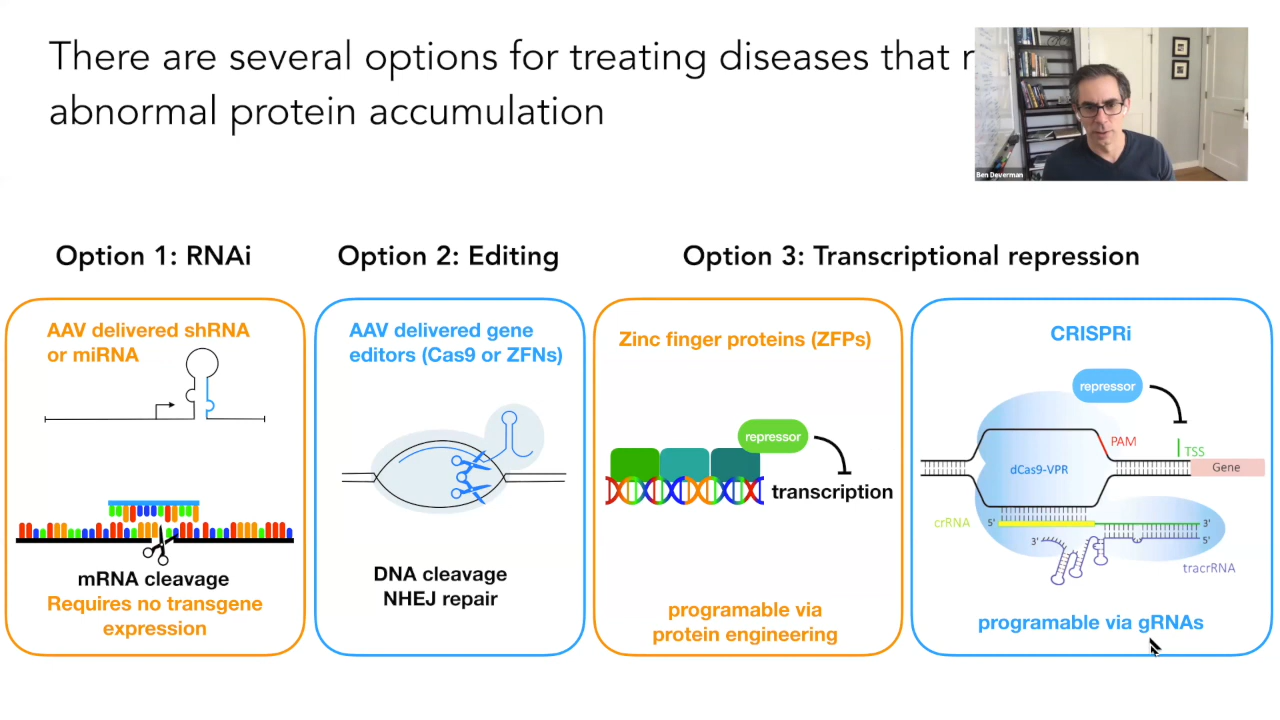 There are several options for treating diseases that
abnormal protein accumulation
Ben Deverman
Option 1: RNAi
Option 2: Editing
Option 3: Transcriptional repression
AAV delivered shRNA
or miRNA
mRNA cleavage
Requires no transgene
expression
AAV delivered gene
editors (Cas9 or ZFNs)
DNA cleavage
NHEJ repair
Zinc finger proteins (ZFPs)
repressor
transcription
programable via
protein engineering
CRISPRi
repressor
PAM
TSS
Gene
dCas9-VPR
crRNA
5'
3'
3'
5'
tracrRNA
programable via gRNAs